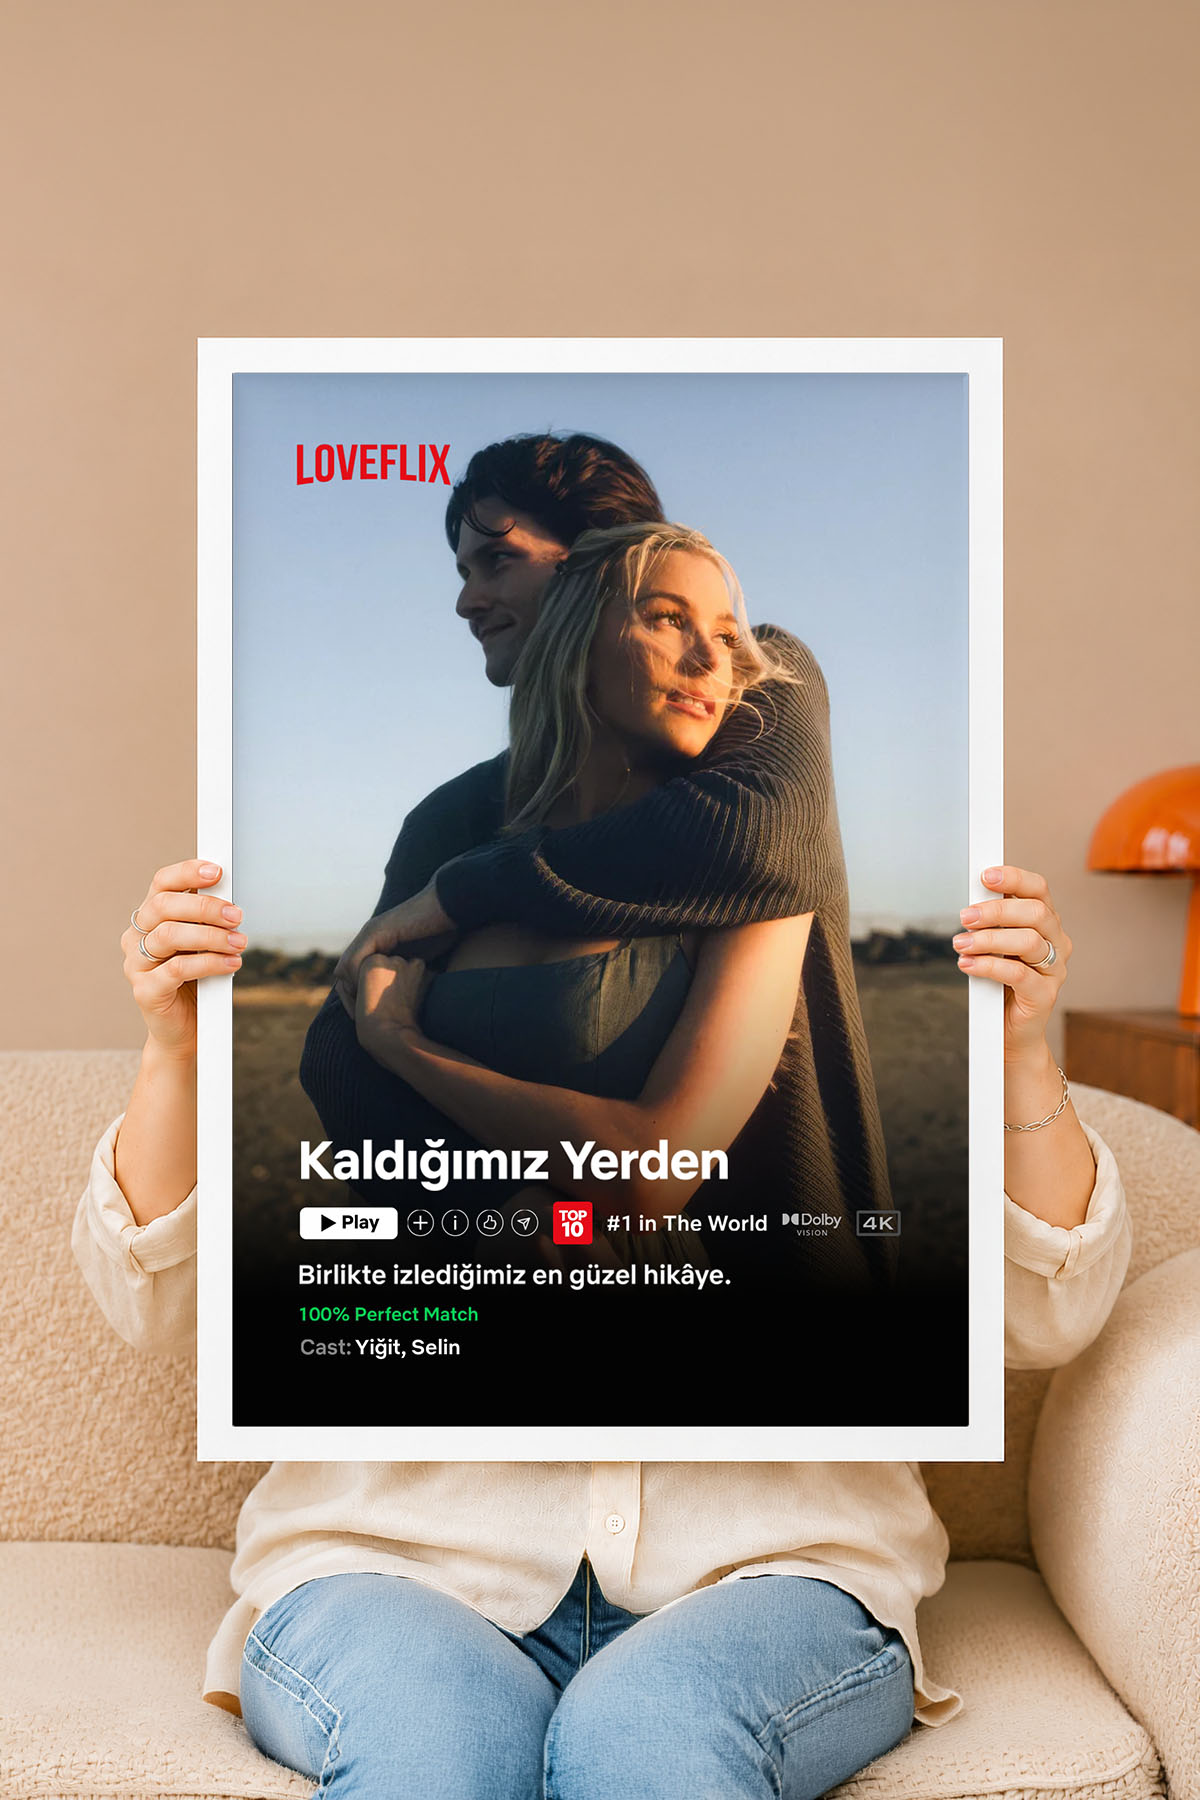 LOVEFLIX
Kaldığımız Yerden
Play TOP 10 #1 in The World Dolby VISION 4K
Birlikte izlediğimiz en güzel hikâye.
100% Perfect Match
Cast: Yiğit, Selin